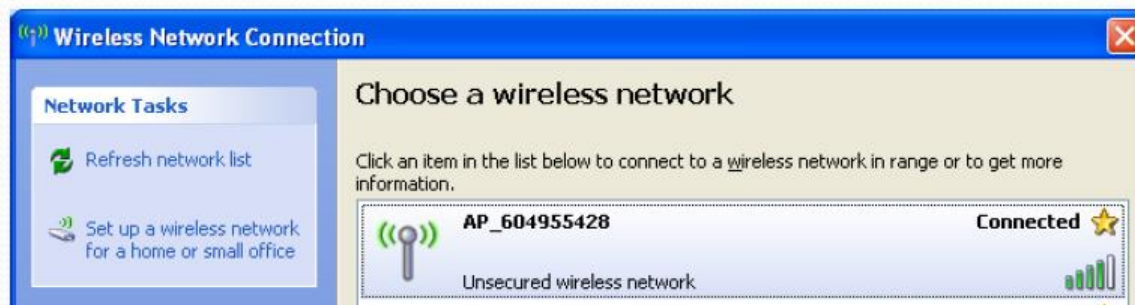 Wireless Network Connection
Network Tasks
Refresh network list
Set up a wireless network
for a home or small office
Choose a wireless network
Click an item in the list below to connect to a wireless network in range or to get more
information.
AP_604955428 Connected
Unsecured wireless network